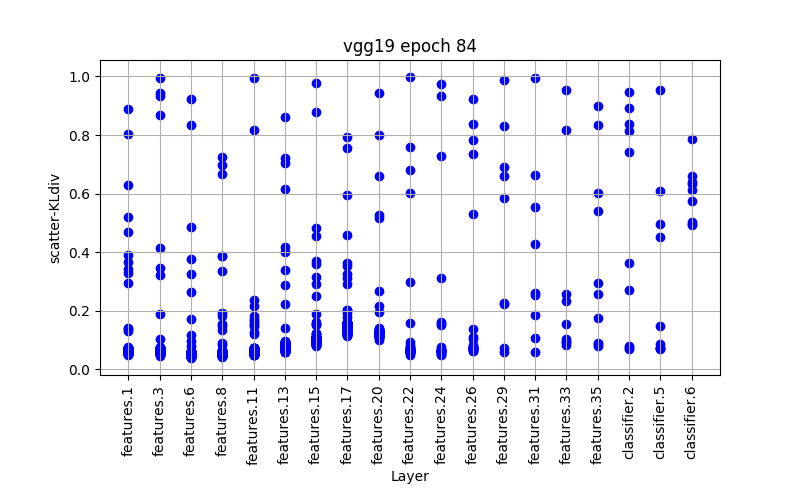 vgg19 epoch 84
scatter-KLdiv
1.0
0.8
0.6
0.4
0.2
0.0
features.1
features.3
features.6
features.8
features.11
features.13
features.15
features.17
features.20
features.22
features.24
features.26
features.29
features.31
features.33
features.35
classifier.2
classifier.5
classifier.6
Layer